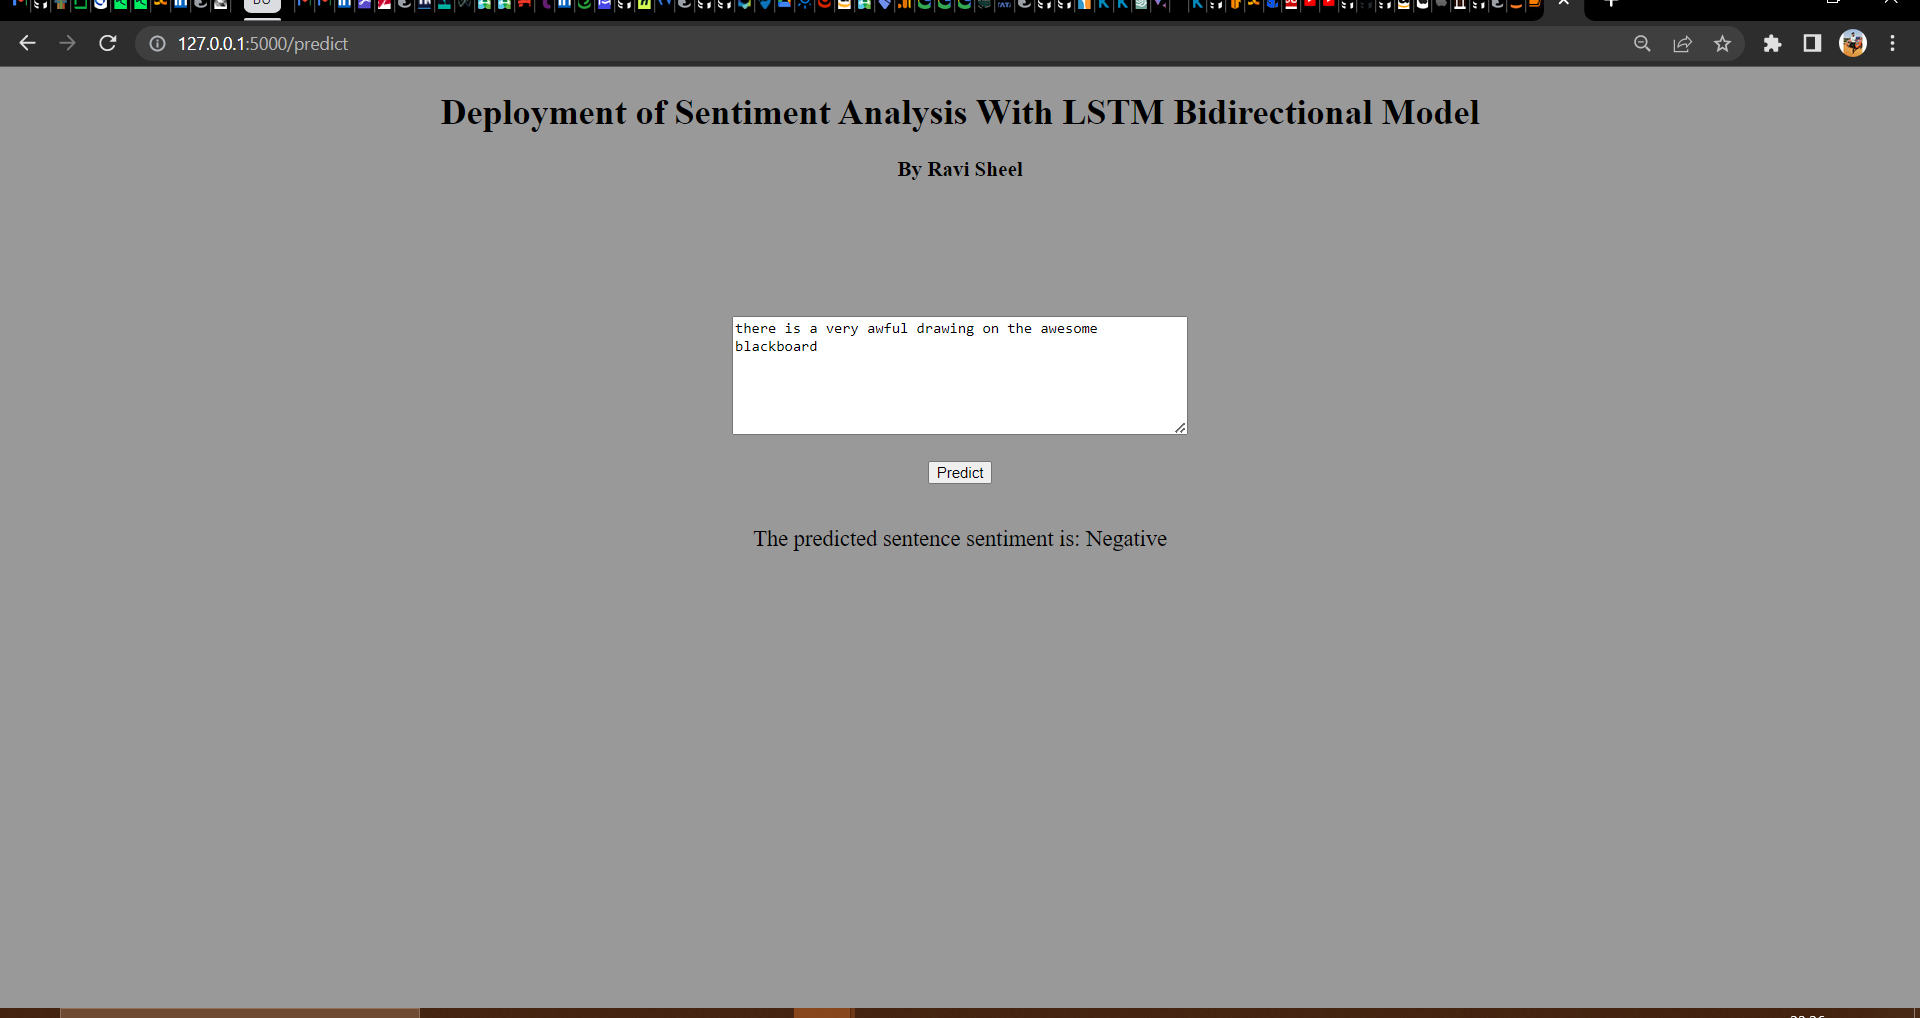 127.0.0.1:5000/predict
Deployment of Sentiment Analysis With LSTM Bidirectional Model
By Ravi Sheel
there is a very awful drawing on the awesome
blackboard
Predict
The predicted sentence sentiment is: Negative